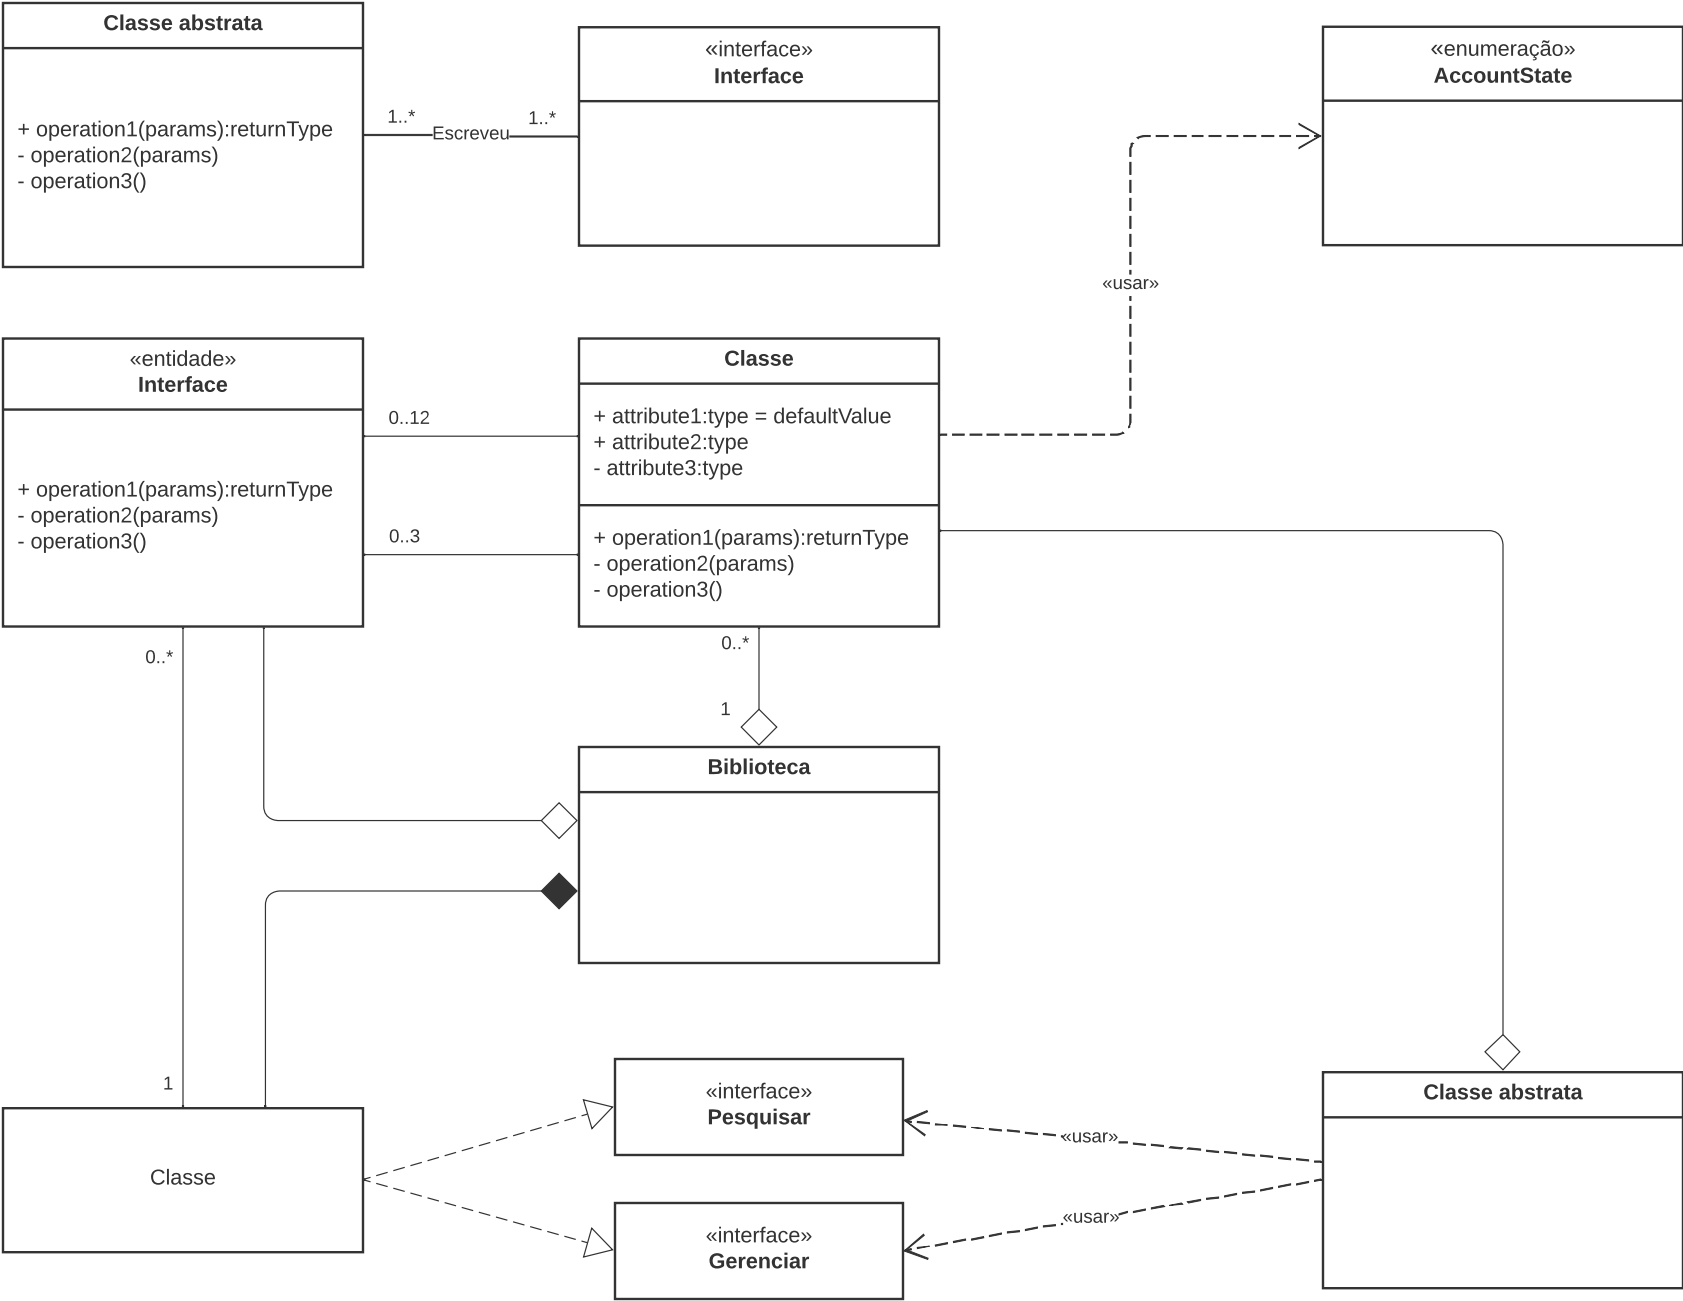 Classe abstrata
+ operation1(params):returnType
- operation2(params)
- operation3()
1..*
Escreveu
1..*
«interface»
Interface
«enumeração»
AccountState
«usar»
«entidade»
Interface
+ operation1(params):returnType
- operation2(params)
- operation3()
0..12
0..3
Classe
+ attribute1:type = defaultValue
+ attribute2:type
- attribute3:type
+ operation1(params):returnType
- operation2(params)
- operation3()
0..*
0..*
1
Biblioteca
1
Classe
«interface»
Pesquisar
«interface»
Gerenciar
«usar»
«usar»
Classe abstrata